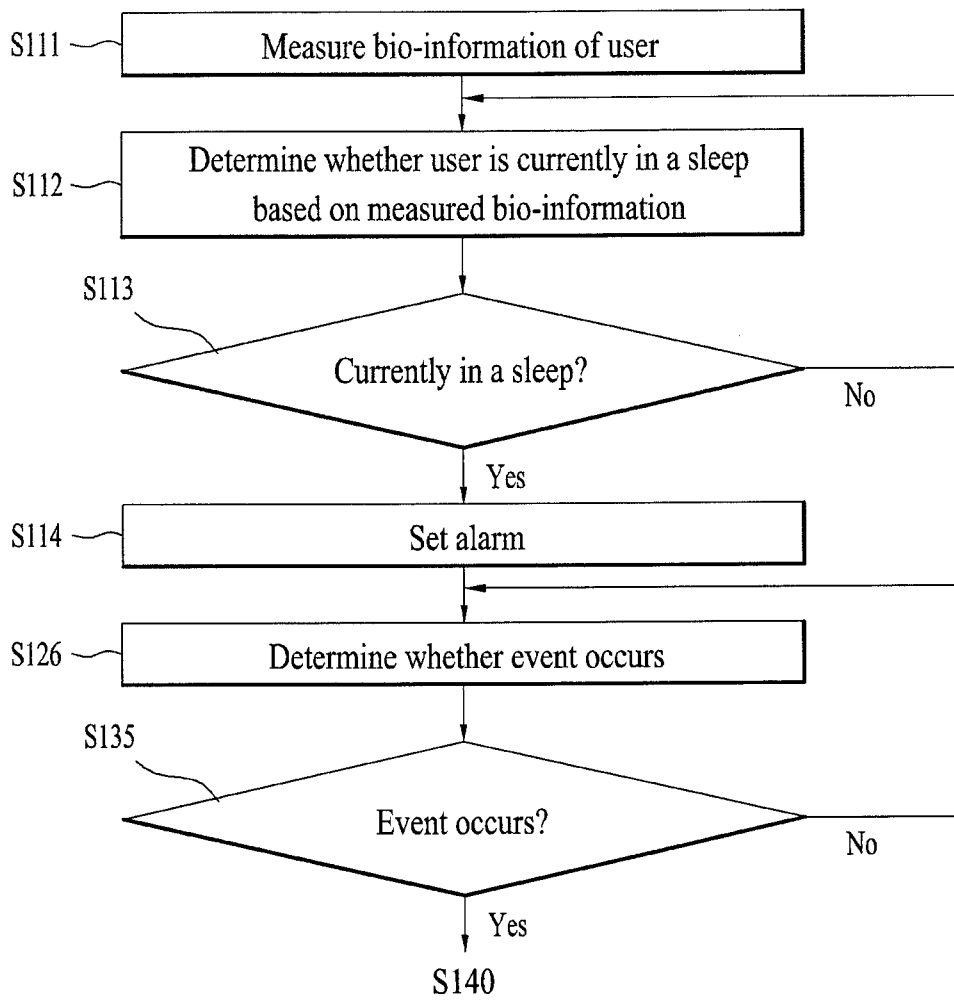 S111
Measure bio-information of user
S112
Determine whether user is currently in a sleep
based on measured bio-information
S113
Currently in a sleep?
No
Yes
S114
Set alarm
S126
Determine whether event occurs
S135
Event occurs?
No
Yes
S140